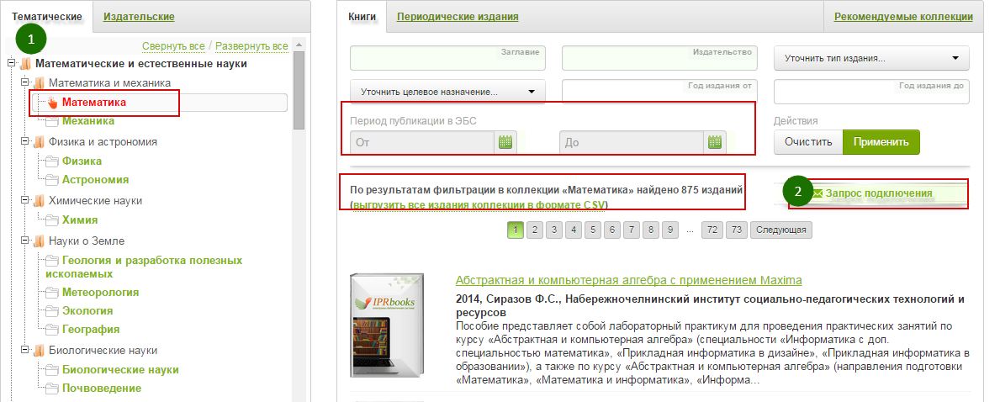 Тематические
Издательские
1
Свернуть все / Развернуть все
Математические и естественные науки
Математика и механика
Математика
Механика
Физика и астрономия
Физика
Астрономия
Химические науки
Химия
Науки о Земле
Геология и разработка полезных
ископаемых
Метеорология
Экология
География
Биологические науки
Биологические науки
Почвоведение
Книги
Периодические издания
Рекомендуемые коллекции
Заглавие
Издательство
Уточнить тип издания...
Уточнить целевое назначение...
Год издания от
Год издания до
Период публикации в ЭБС
Действия
От
До
Очистить
Применить
По результатам фильтрации в коллекции «Математика» найдено 875 изданий
(выгрузить все издания коллекции в формате CSV)
2
Запрос подключения
1 2 3 4 5 6 7 8 9 ... 72 73 Следующая
IPRbooks
Абстрактная и компьютерная алгебра с применением Maxima
2014, Сиразов Ф.С., Набережночелнинский институт социально-педагогических технологий и
ресурсов
Пособие представляет собой лабораторный практикум для проведения практических занятий по
курсу «Абстрактная и компьютерная алгебра» (специальности «Информатика с доп.
специальностью математика», «Прикладная информатика в дизайне», «Прикладная информатика в
образовании»), а также по курсу «Абстрактная и компьютерная алгебра» (направления подготовки
«Математика», «Математика и информатика», «Информа...